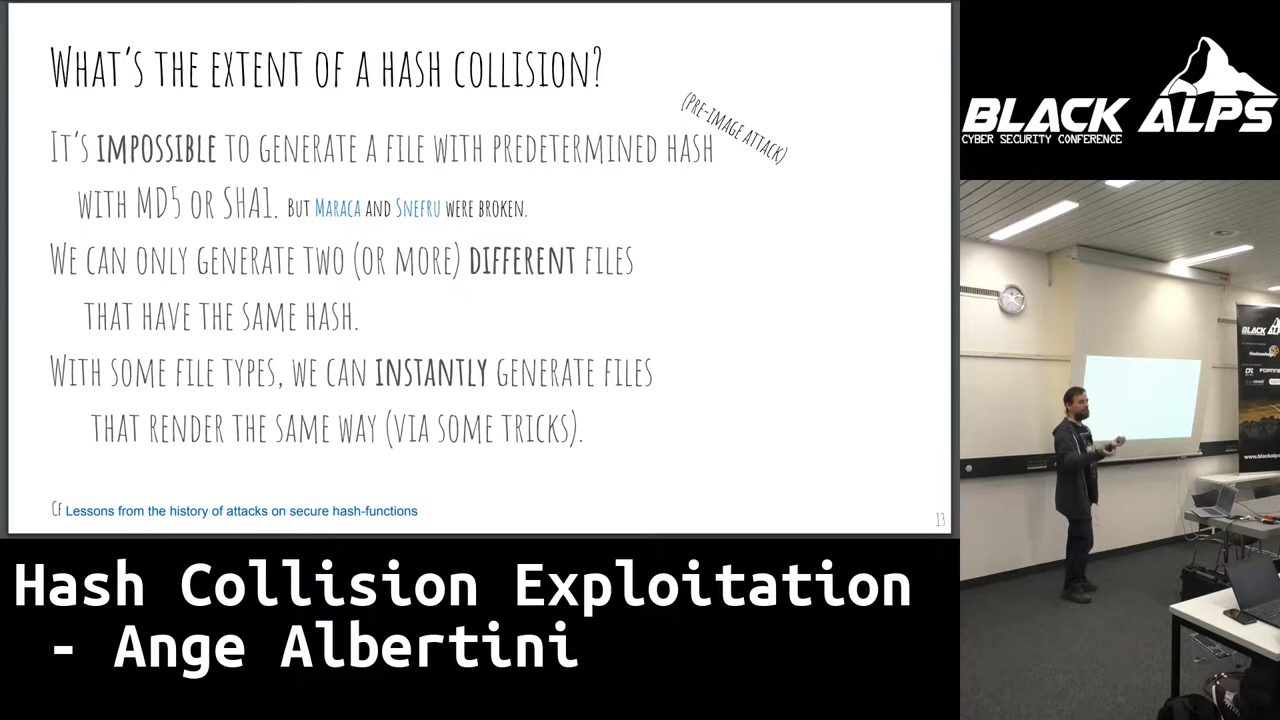 What's the extent of a hash collision?
(Pre-image attack)
It's impossible to generate a file with predetermined hash
with MD5 or SHA1. But Maraca and Snefru were broken.
We can only generate two (or more) different files
that have the same hash.
With some file types, we can instantly generate files
that render the same way (via some tricks).
Cf Lessons from the history of attacks on secure hash-functions
13
Hash Collision Exploitation
- Ange Albertini
BLACK ALPS
CYBER SECURITY CONFERENCE
BLACK